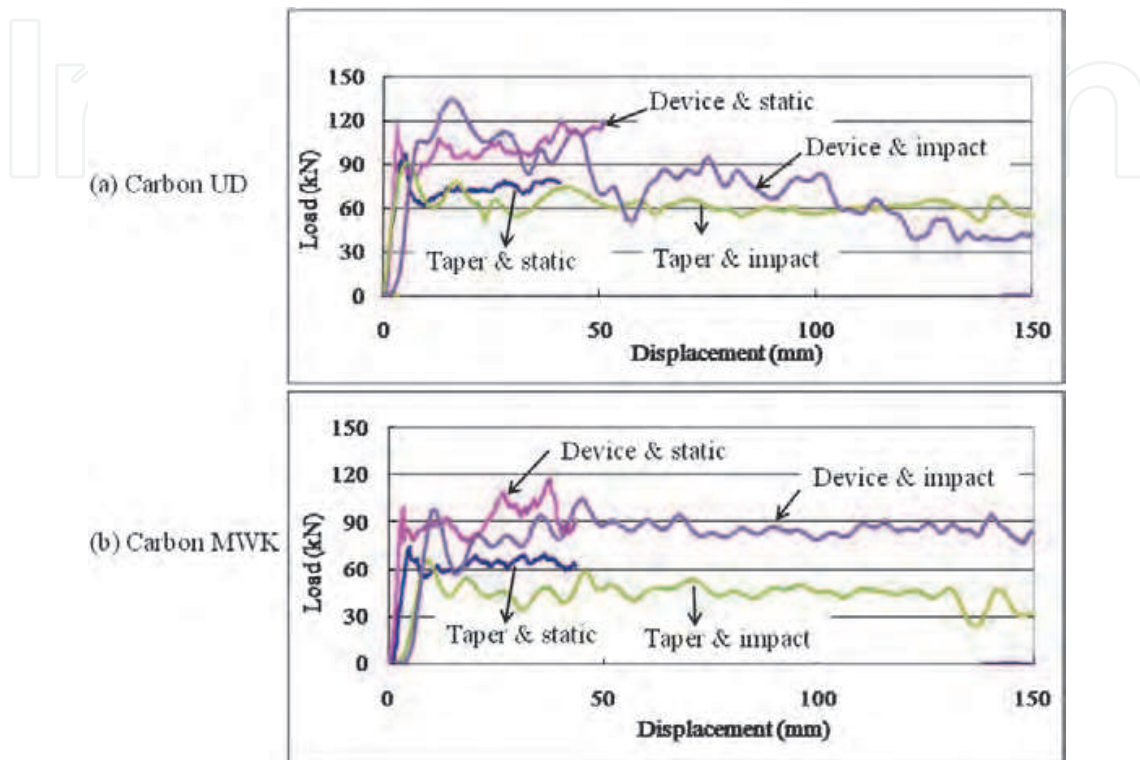 150
120
90
60
30
0
Load (kN)
Device & static
Device & impact
Taper & static
Taper & impact
(a) Carbon UD
0
50
100
150
Displacement (mm)
150
120
90
60
30
0
Load (kN)
Device & static
Device & impact
Taper & static
Taper & impact
(b) Carbon MWK
0
50
100
150
Displacement (mm)